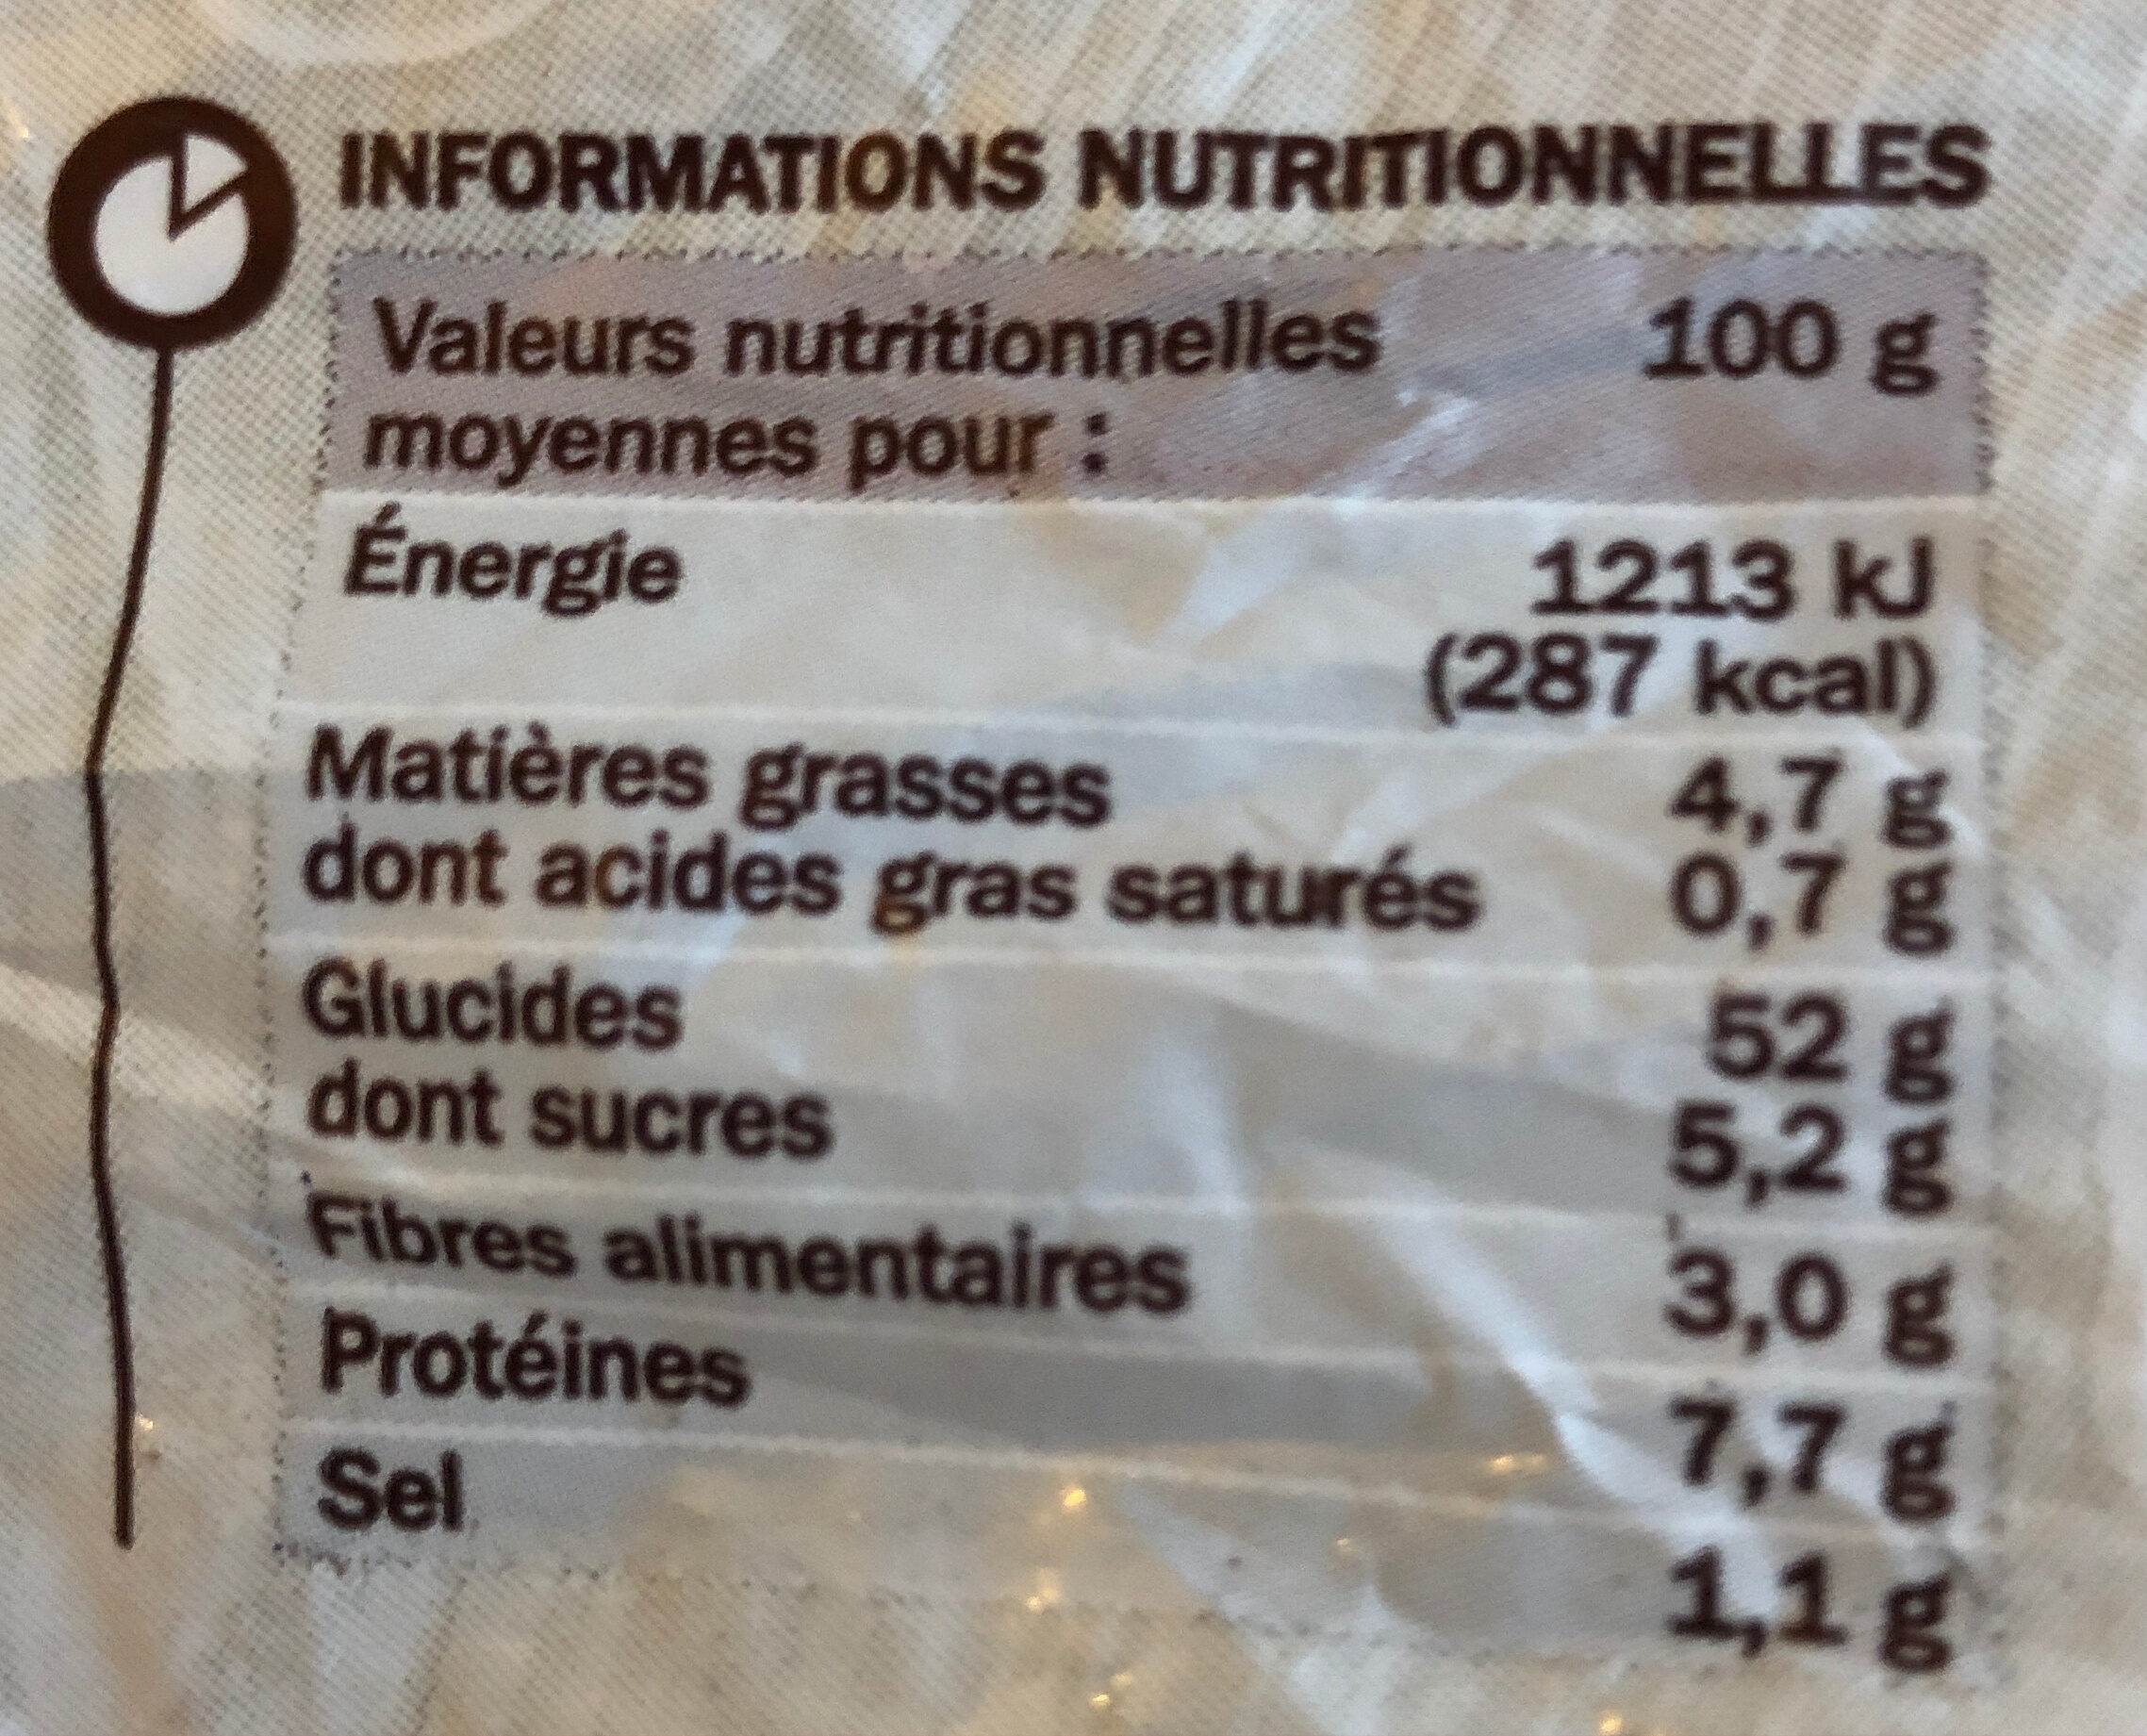 INFORMATIONS NUTRITIONNELLES
Valeurs nutritionnelles 100 g
moyennes pour :
Énergie 1213 kJ
(287 kcal)
Matières grasses 4,7 g
dont acides gras saturés 0,7 g
Glucides 52 g
dont sucres 5,2 g
Fibres alimentaires 3,0 g
Protéines 7,7 g
Sel 1,1 g